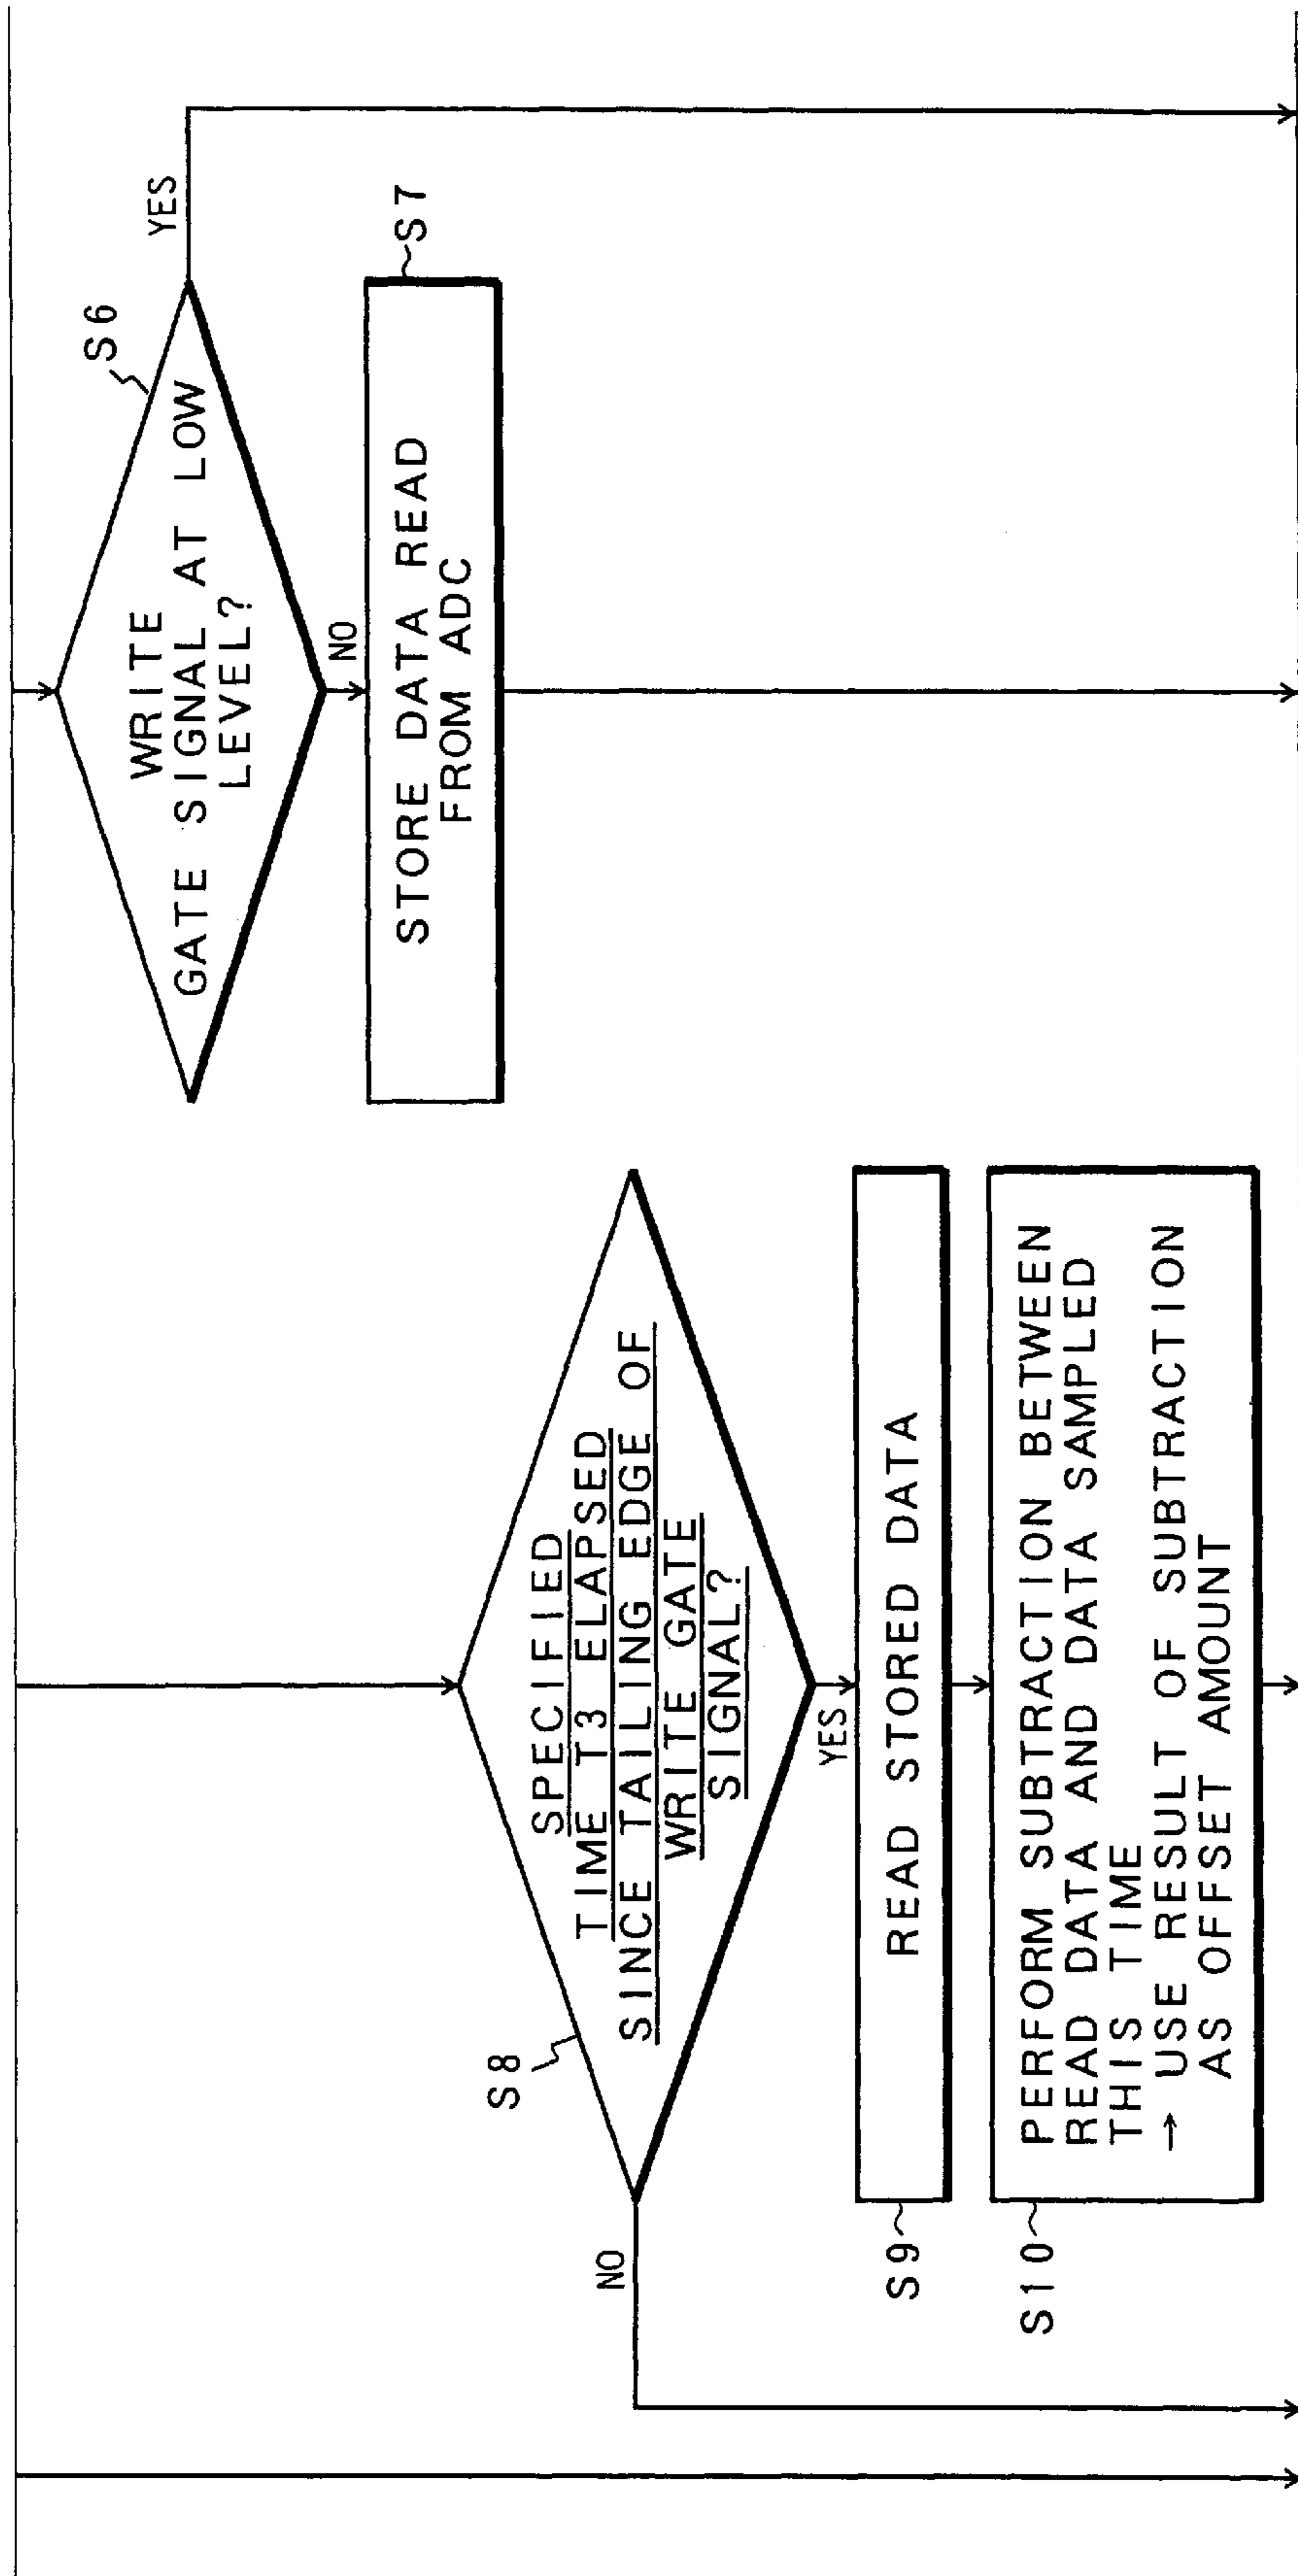 S6
WRITE
GATE SIGNAL AT LOW
LEVEL?
YES
NO
STORE DATA READ
FROM ADC
S7
S8
SPECIFIED
TIME T3 ELAPSED
SINCE TAILING EDGE OF
WRITE GATE
SIGNAL?
NO
YES
S9
READ STORED DATA
S10
PERFORM SUBTRACTION BETWEEN
READ DATA AND DATA SAMPLED
THIS TIME
→ USE RESULT OF SUBTRACTION
AS OFFSET AMOUNT